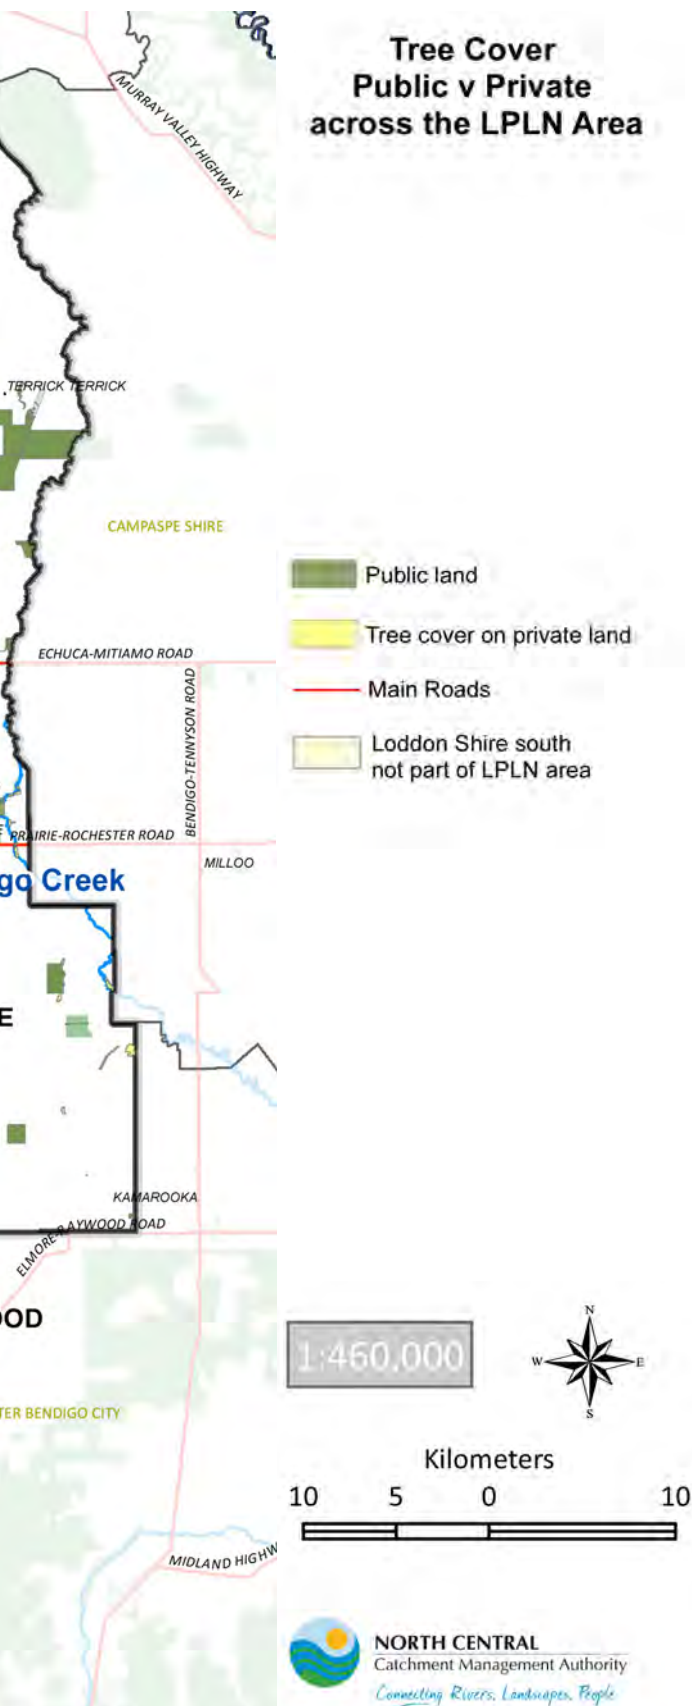 Tree Cover
Public v Private
across the LPLN Area
MURRAY VALLEY HIGHWAY
TERRICK TERRICK
CAMPASPE SHIRE
Public land
Tree cover on private land
ECHUCA-MITIAMO ROAD
BENDIGO-TENNYSON ROAD
Main Roads
Loddon Shire south
not part of LPLN area
PRAIRIE-ROCHESTER ROAD
MILLOO
go Creek
E
KAMAROOKA
ELMORE-RAYWOOD ROAD
OOD
1:460,000
N
W
E
S
TER BENDIGO CITY
Kilometers
10 5 0 10
MIDLAND HIGHW
NORTH CENTRAL
Catchment Management Authority
Connecting Rivers, Landscapes, People